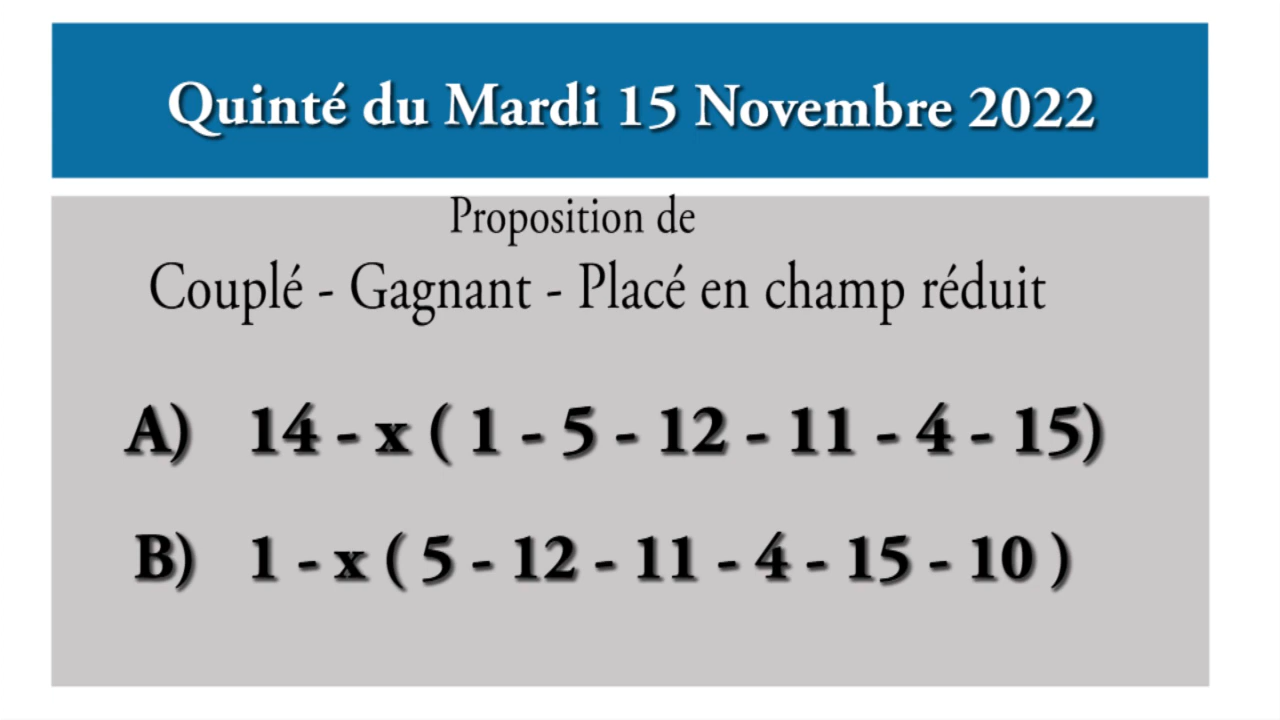 Quinté du Mardi 15 Novembre 2022
Proposition de
Couplé - Gagnant - Placé en champ réduit
A) 14 - x ( 1 - 5 - 12 - 11 - 4 - 15)
B) 1 - x ( 5 - 12 - 11 - 4 - 15 - 10 )